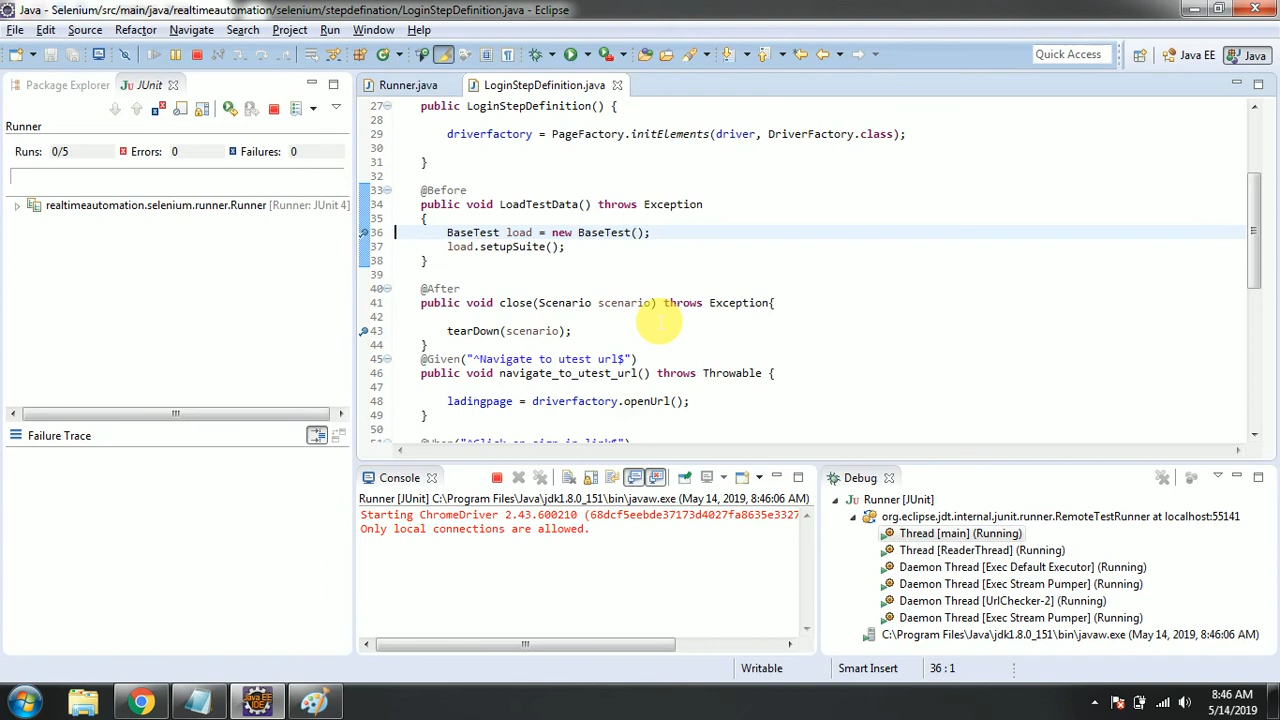 Java - Selenium/src/main/java/realtimeautomation/selenium/stepdefination/LoginStepDefinition.java - Eclipse
File Edit Source Refactor Navigate Search Project Run Window Help
Quick Access Java EE Java
Package Explorer JUnit
Runner.java LoginStepDefinition.java
Runner
Runs: 0/5 Errors: 0 Failures: 0
realtimeautomation.selenium.runner.Runner [Runner: JUnit 4]
Failure Trace
27 public LoginStepDefinition() {
28
29 driverfactory = PageFactory.initElements(driver, DriverFactory.class);
30
31 }
32
33 @Before
34 public void LoadTestData() throws Exception
35 {
36 BaseTest load = new BaseTest();
37 load.setupSuite();
38 }
39
40 @After
41 public void close(Scenario scenario) throws Exception{
42
43 tearDown(scenario);
44 }
45 @Given("^Navigate to utest url$")
46 public void navigate_to_utest_url() throws Throwable {
47
48 ladingpage = driverfactory.openUrl();
49 }
50
Console
Runner [JUnit] C:\Program Files\Java\jdk1.8.0_151\bin\javaw.exe (May 14, 2019, 8:46:06 AM)
Starting ChromeDriver 2.43.600210 (68dcf5eebde37173d4027fa8635e3327
Only local connections are allowed.
Debug
Runner [JUnit]
org.eclipse.jdt.internal.junit.runner.RemoteTestRunner at localhost:55141
Thread [main] (Running)
Thread [ReaderThread] (Running)
Daemon Thread [Exec Default Executor] (Running)
Daemon Thread [Exec Stream Pumper] (Running)
Daemon Thread [UrlChecker-2] (Running)
Daemon Thread [Exec Stream Pumper] (Running)
C:\Program Files\Java\jdk1.8.0_151\bin\javaw.exe (May 14, 2019, 8:46:06 AM)
Writable Smart Insert 36 : 1
Java EE
IDE
8:46 AM
5/14/2019